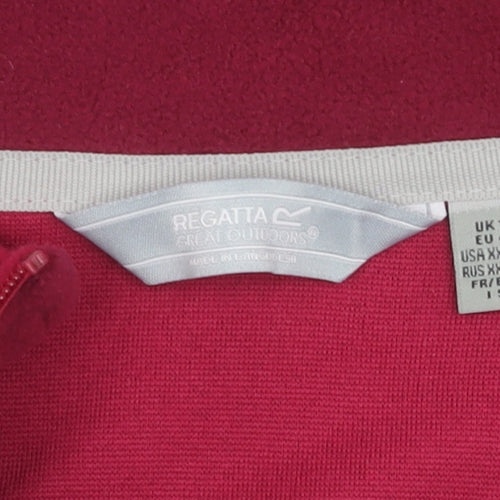 REGATTA
GREAT OUTDOORS®
MADE IN BANGLADESH
UK
EU
USA XX
RUS XX
FR/